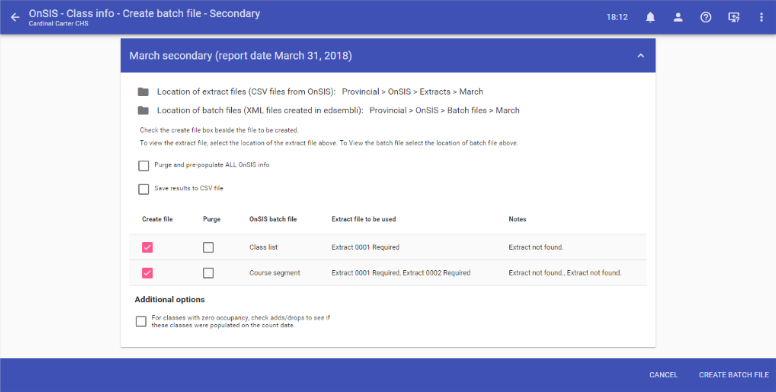 OnSIS - Class info - Create batch file - Secondary
Cardinal Carter CHS
18:12
March secondary (report date March 31, 2018)
Location of extract files (CSV files from OnSIS): Provincial > OnSIS > Extracts > March
Location of batch files (XML files created in edsembli): Provincial > OnSIS > Batch files > March
Check the create file box beside the file to be created.
To view the extract file, select the location of the extract file above. To View the batch file select the location of batch file above.
Purge and pre-populate ALL OnSIS info
Save results to CSV file
Create file Purge OnSIS batch file Extract file to be used Notes
Class list Extract 0001 Required Extract not found.
Course segment Extract 0001 Required, Extract 0002 Required Extract not found., Extract not found.
Additional options
For classes with zero occupancy, check adds/drops to see if
these classes were populated on the count date.
CANCEL CREATE BATCH FILE